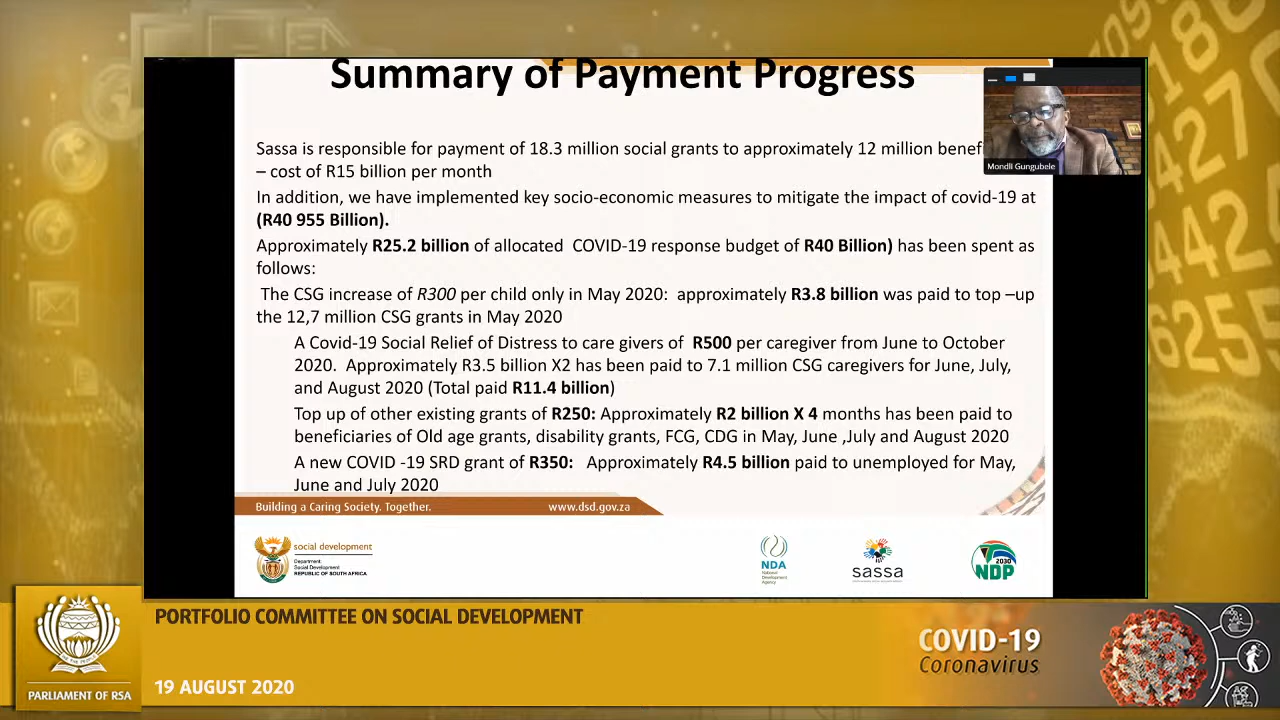 Summary of Payment Progress
Sassa is responsible for payment of 18.3 million social grants to approximately 12 million
– cost of R15 billion per month
In addition, we have implemented key socio-economic measures to mitigate the impact of covid-19 at
(R40 955 Billion).
Approximately R25.2 billion of allocated COVID-19 response budget of R40 Billion) has been spent as
follows:
The CSG increase of R300 per child only in May 2020: approximately R3.8 billion was paid to top –up
the 12,7 million CSG grants in May 2020
A Covid-19 Social Relief of Distress to care givers of R500 per caregiver from June to October
2020. Approximately R3.5 billion X2 has been paid to 7.1 million CSG caregivers for June, July,
and August 2020 (Total paid R11.4 billion)
Top up of other existing grants of R250: Approximately R2 billion X 4 months has been paid to
beneficiaries of Old age grants, disability grants, FCG, CDG in May, June ,July and August 2020
A new COVID -19 SRD grant of R350: Approximately R4.5 billion paid to unemployed for May,
June and July 2020
Mondli Gungubele
Building a Caring Society. Together.
www.dsd.gov.za
social development
Department:
Social Development
REPUBLIC OF SOUTH AFRICA
NDA
National
Development
Agency
sassa
2030
NDP
PORTFOLIO COMMITTEE ON SOCIAL DEVELOPMENT
19 AUGUST 2020
PARLIAMENT OF RSA
COVID-19
Coronavirus